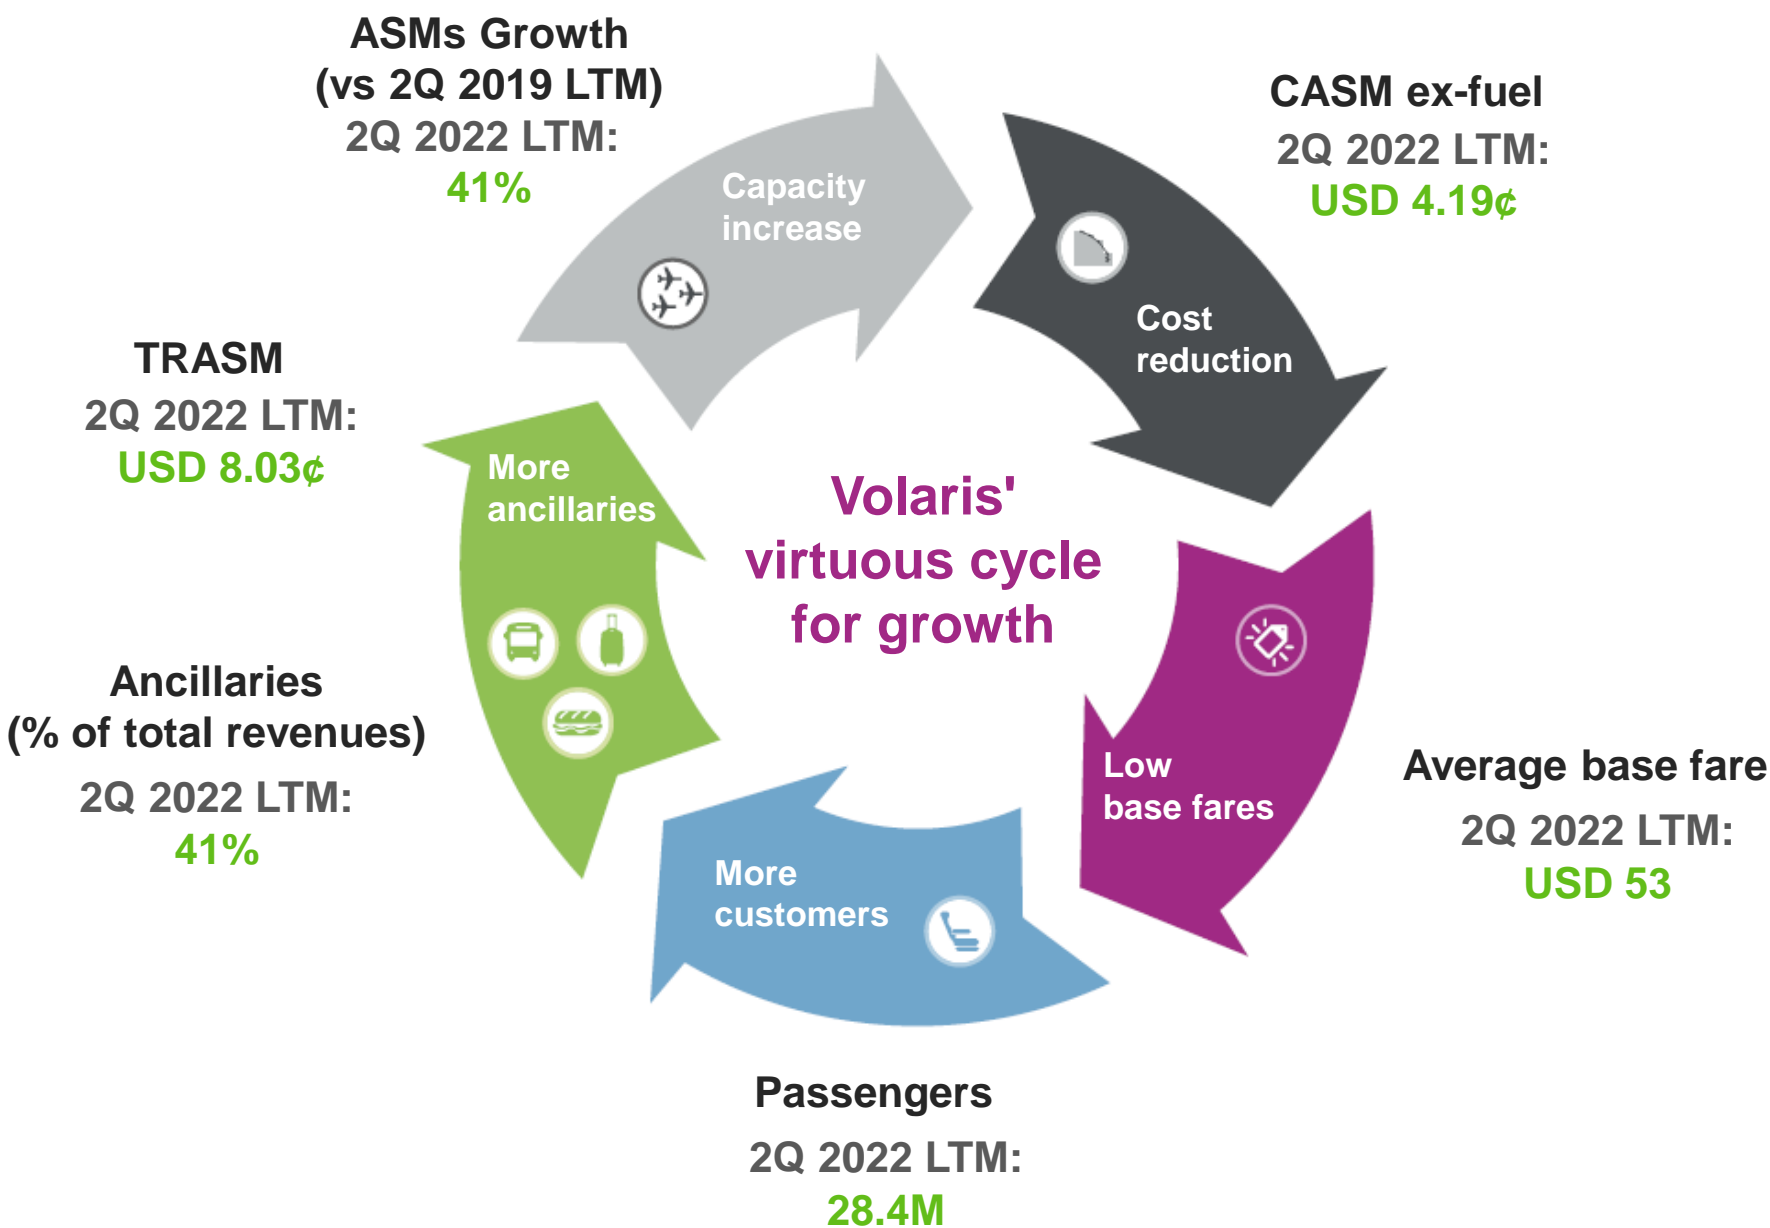 ASMs Growth
(vs 2Q 2019 LTM)
2Q 2022 LTM:
41%
CASM ex-fuel
2Q 2022 LTM:
USD 4.19¢
Capacity
increase
Cost
reduction
TRASM
2Q 2022 LTM:
USD 8.03¢
More
ancillaries
Volaris'
virtuous cycle
for growth
Ancillaries
(% of total revenues)
2Q 2022 LTM:
41%
Low
base fares
Average base fare
2Q 2022 LTM:
USD 53
More
customers
Passengers
2Q 2022 LTM:
28.4M